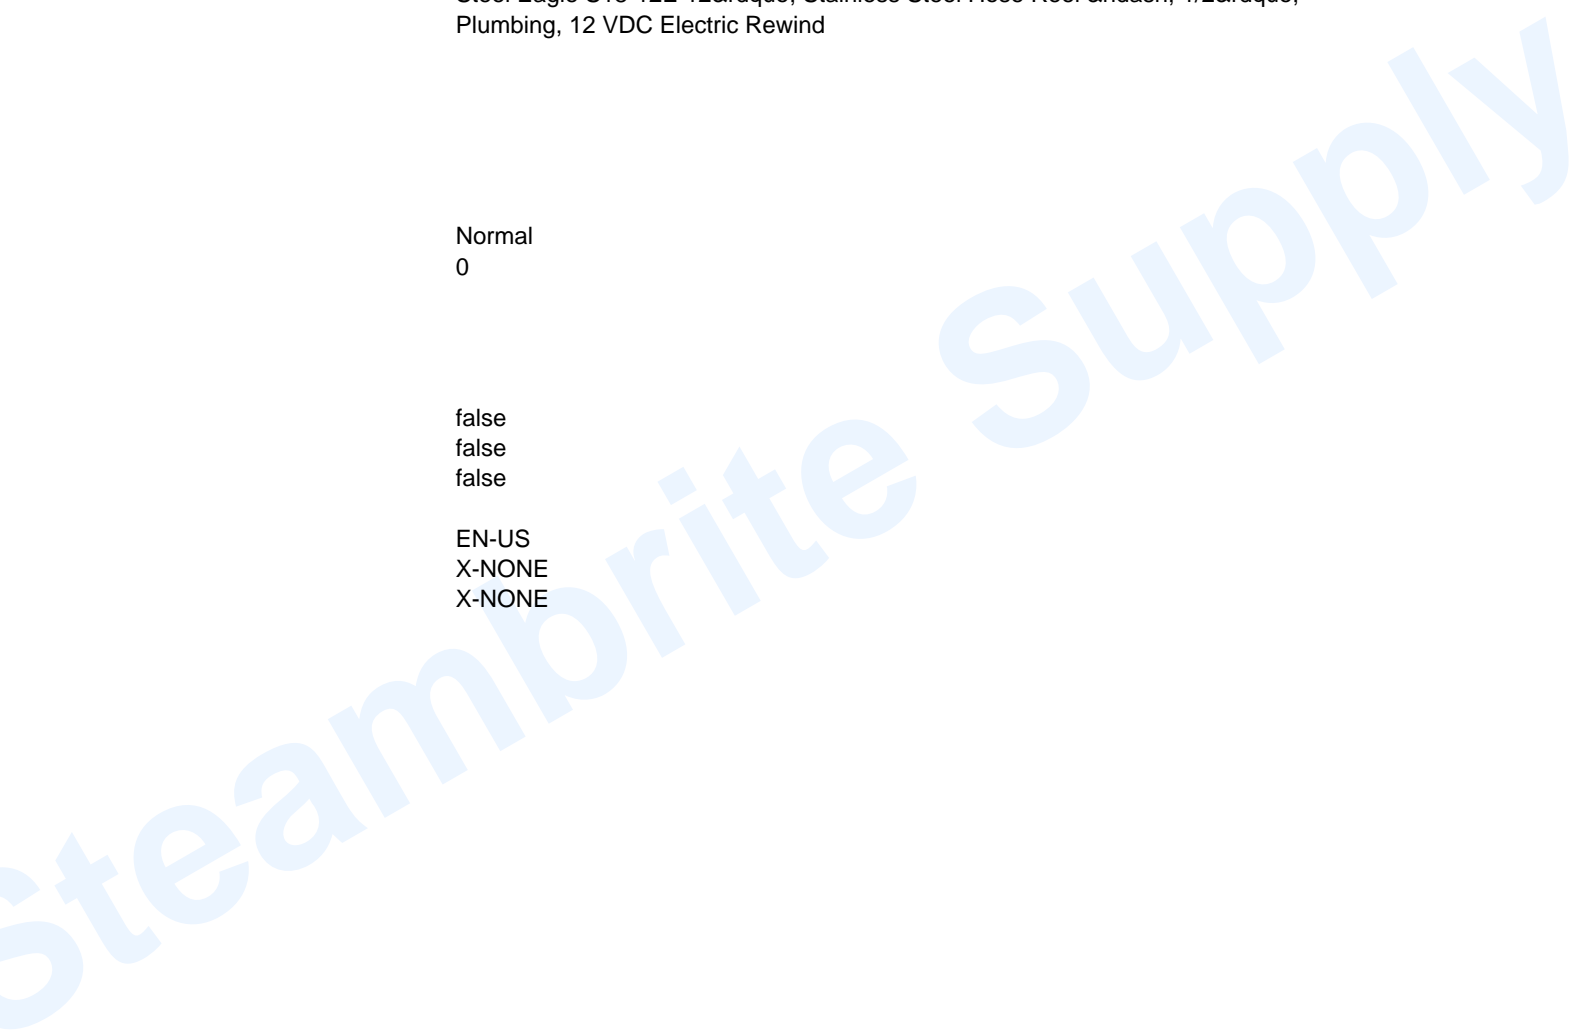 Plumbing, 12 VDC Electric Rewind
Normal
0
false
false
false
EN-US
X-NONE
X-NONE
Steambrite Supply